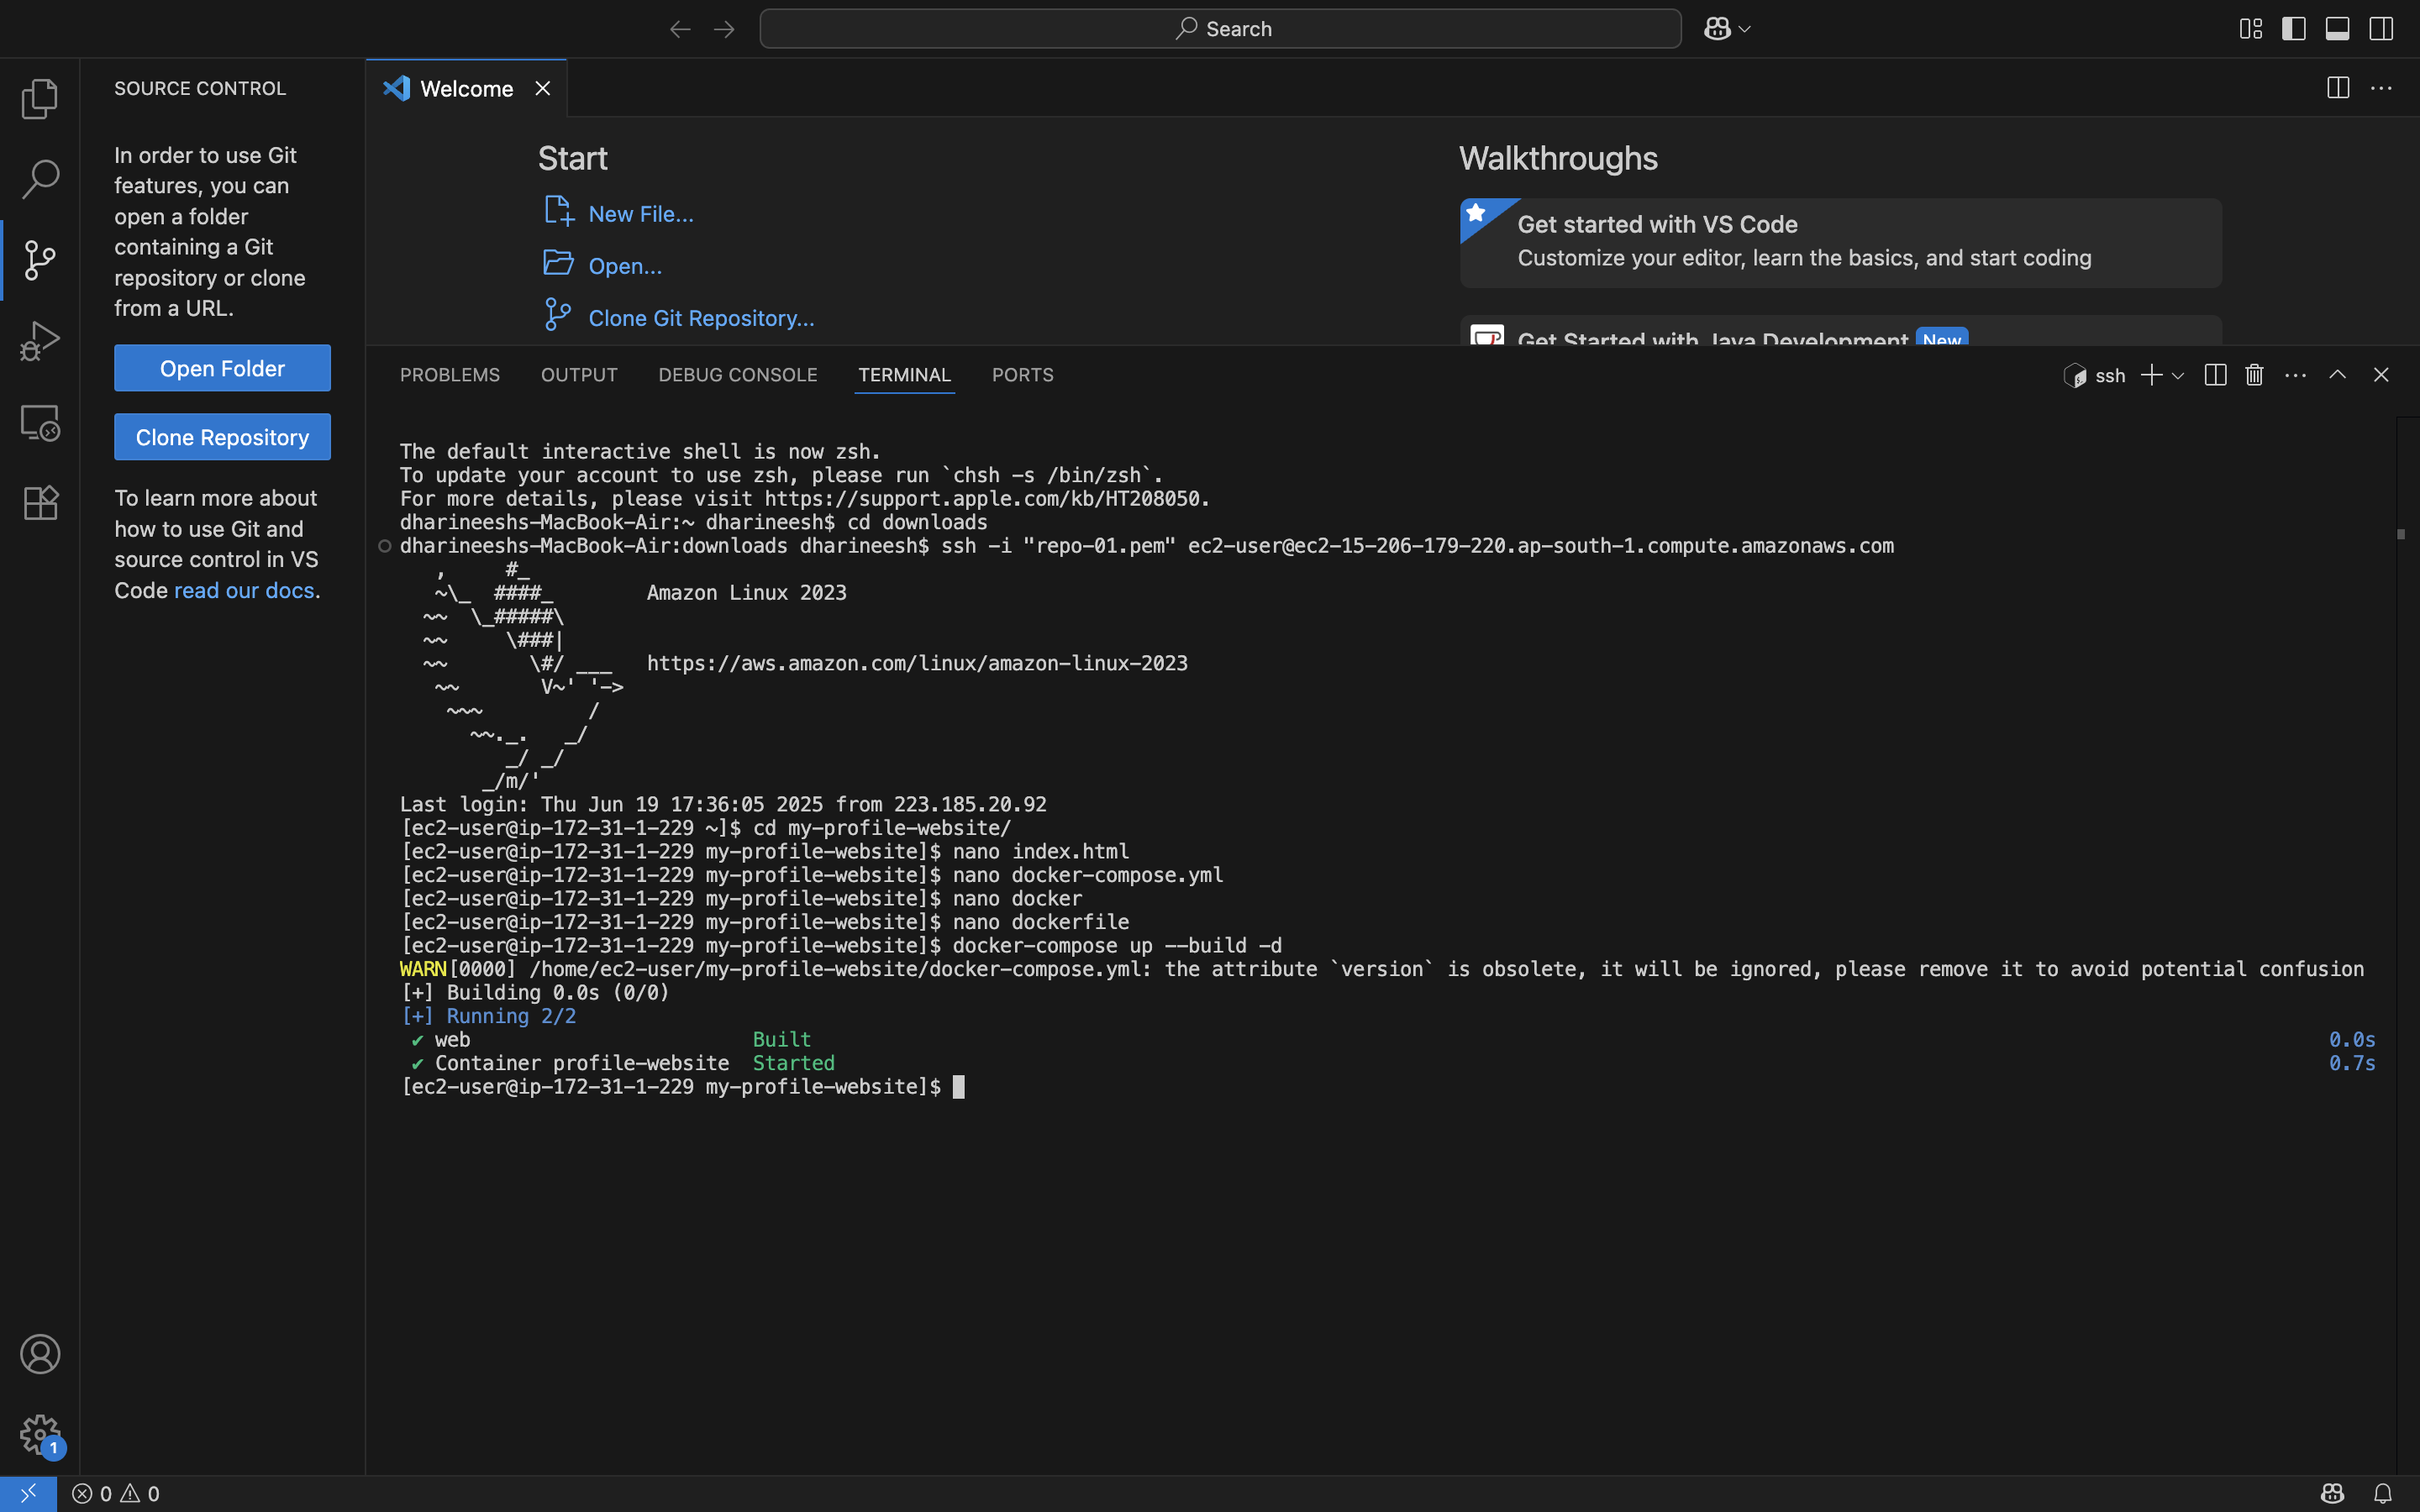 Search
SOURCE CONTROL
In order to use Git
features, you can
open a folder
containing a Git
repository or clone
from a URL.
Open Folder
Clone Repository
To learn more about
how to use Git and
source control in VS
Code read our docs.
Welcome
Start
New File...
Open...
Clone Git Repository...
Walkthroughs
Get started with VS Code
Customize your editor, learn the basics, and start coding
Get Started with Java Development New
PROBLEMS OUTPUT DEBUG CONSOLE TERMINAL PORTS
ssh
The default interactive shell is now zsh.
To update your account to use zsh, please run `chsh -s /bin/zsh`.
For more details, please visit https://support.apple.com/kb/HT208050.
dharineeshs-MacBook-Air:~ dharineesh$ cd downloads
dharineeshs-MacBook-Air:downloads dharineesh$ ssh -i "repo-01.pem" ec2-user@ec2-15-206-179-220.ap-south-1.compute.amazonaws.com
   ,     #_
   ~\_  ####_        Amazon Linux 2023
  ~~  \_#####\
  ~~     \###|
  ~~       \#/ ___   https://aws.amazon.com/linux/amazon-linux-2023
   ~~       V~' '->
    ~~~         /
      ~~._.   _/
         _/ _/
       _/m/'
Last login: Thu Jun 19 17:36:05 2025 from 223.185.20.92
[ec2-user@ip-172-31-1-229 ~]$ cd my-profile-website/
[ec2-user@ip-172-31-1-229 my-profile-website]$ nano index.html
[ec2-user@ip-172-31-1-229 my-profile-website]$ nano docker-compose.yml
[ec2-user@ip-172-31-1-229 my-profile-website]$ nano docker
[ec2-user@ip-172-31-1-229 my-profile-website]$ nano dockerfile
[ec2-user@ip-172-31-1-229 my-profile-website]$ docker-compose up --build -d
WARN[0000] /home/ec2-user/my-profile-website/docker-compose.yml: the attribute `version` is obsolete, it will be ignored, please remove it to avoid potential confusion
[+] Building 0.0s (0/0)
[+] Running 2/2
✔ web Built 0.0s
✔ Container profile-website Started 0.7s
[ec2-user@ip-172-31-1-229 my-profile-website]$
1
0 0